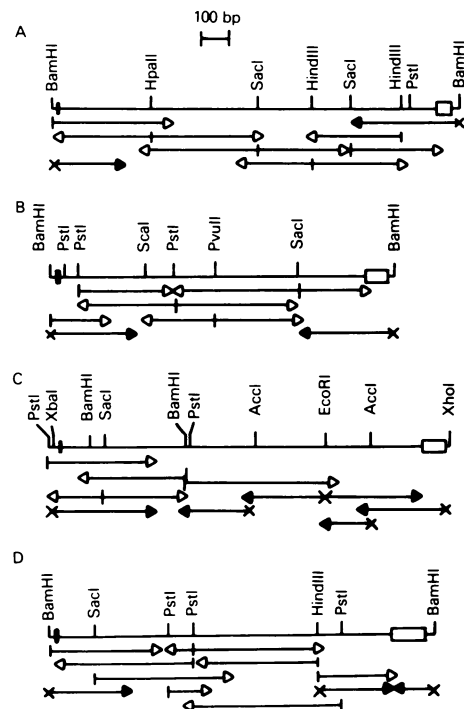 100 bp
A
BamHI HpaII SacI HindIII SacI HindIII PstI BamHI
B
BamHI PstI PstI ScaI PstI PvuII SacI BamHI
C
PstI XbaI BamHI SacI BamHI PstI AccI EcoRI AccI XhoI
D
BamHI SacI PstI PstI HindIII PstI BamHI